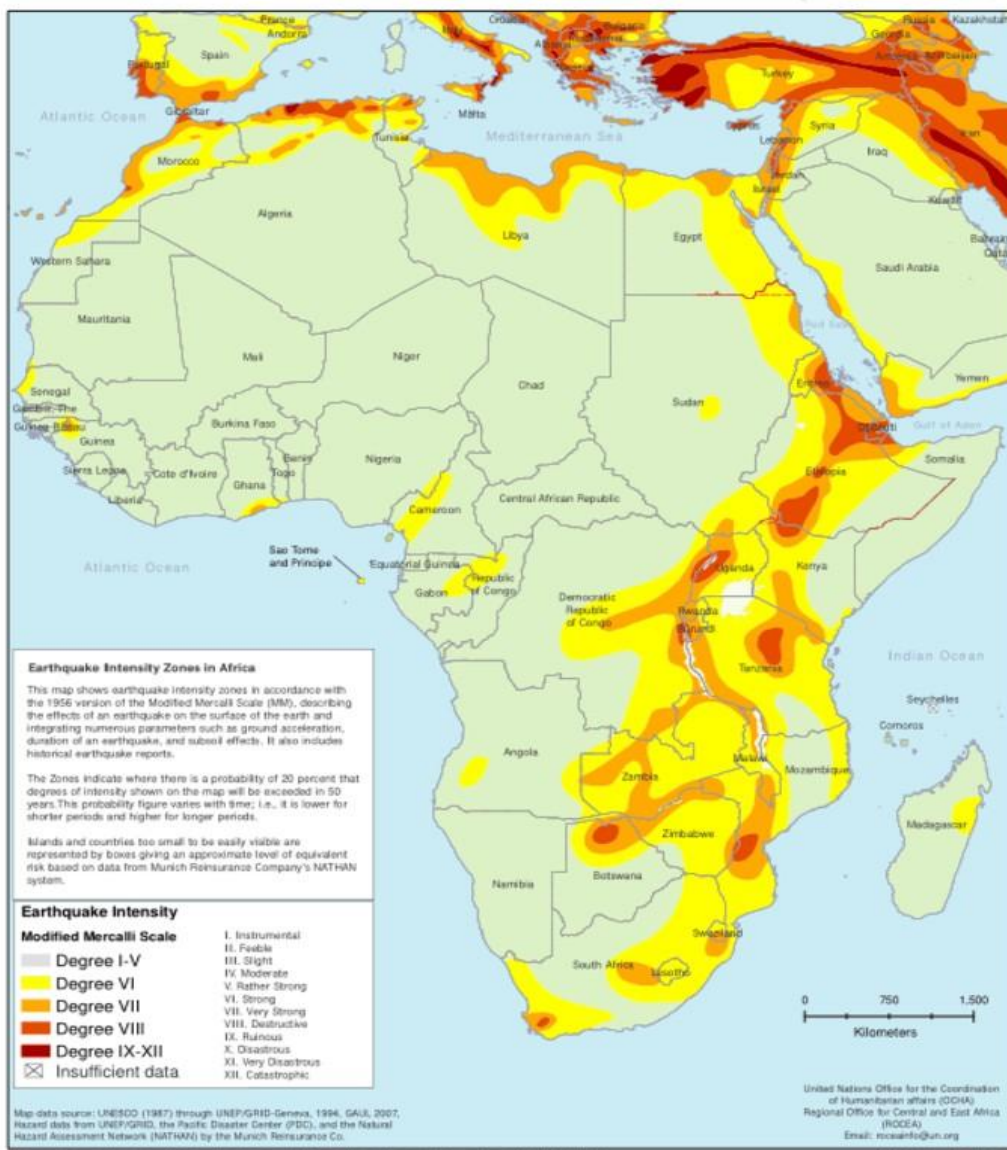 France
Andorra
Spain
Portugal
Gibraltar
Italy
Croatia
Bulgaria
Turkey
Georgia
Russia
Kazakhstan
Azerbaijan
Atlantic Ocean
Malta
Mediterranean Sea
Cyprus
Lebanon
Syria
Iraq
Iran
Israel
Jordan
Kuwait
Bahrain
Qatar
Morocco
Tunisia
Algeria
Libya
Egypt
Saudi Arabia
Western Sahara
Mauritania
Mali
Niger
Chad
Sudan
Red Sea
Eritrea
Yemen
Senegal
Gambia, The
Guinea-Bissau
Guinea
Burkina Faso
Djibouti
Gulf of Aden
Sierra Leone
Liberia
Cote d'Ivoire
Ghana
Togo
Benin
Nigeria
Ethiopia
Somalia
Cameroon
Central African Republic
Atlantic Ocean
Sao Tome
and Principe
Equatorial Guinea
Gabon
Republic
of Congo
Democratic
Republic
of Congo
Uganda
Kenya
Rwanda
Burundi
Tanzania
Indian Ocean
Seychelles
Comoros
Angola
Zambia
Malawi
Mozambique
Madagascar
Zimbabwe
Namibia
Botswana
Swaziland
South Africa
Lesotho
Earthquake Intensity Zones in Africa
This map shows earthquake intensity zones in accordance with
the 1956 version of the Modified Mercalli Scale (MM), describing
the effects of an earthquake on the surface of the earth and
integrating numerous parameters such as ground acceleration,
duration of an earthquake, and subsoil effects. It also includes
historical earthquake reports.
The Zones indicate where there is a probability of 20 percent that
degrees of intensity shown on the map will be exceeded in 50
years.This probability figure varies with time; i.e., it is lower for
shorter periods and higher for longer periods.
Islands and countries too small to be easily visible are
represented by boxes giving an approximate level of equivalent
risk based on data from Munich Reinsurance Company's NATHAN
system.
Earthquake Intensity
Modified Mercalli Scale
Degree I-V
Degree VI
Degree VII
Degree VIII
Degree IX-XII
Insufficient data
I. Instrumental
II. Feeble
III. Slight
IV. Moderate
V. Rather Strong
VI. Strong
VII. Very Strong
VIII. Destructive
IX. Ruinous
X. Disastrous
XI. Very Disastrous
XII. Catastrophic
0 750 1,500
Kilometers
Map data source: UNESCO (1987) through UNEP/GRID-Geneva, 1994, GAUL 2007,
Hazard data from UNEP/GRID, the Pacific Disaster Center (PDC), and the Natural
Hazard Assessment Network (NATHAN) by the Munich Reinsurance Co.
United Nations Office for the Coordination
of Humanitarian affairs (OCHA)
Regional Office for Central and East Africa
(ROCEA)
Email: roceainfo@un.org